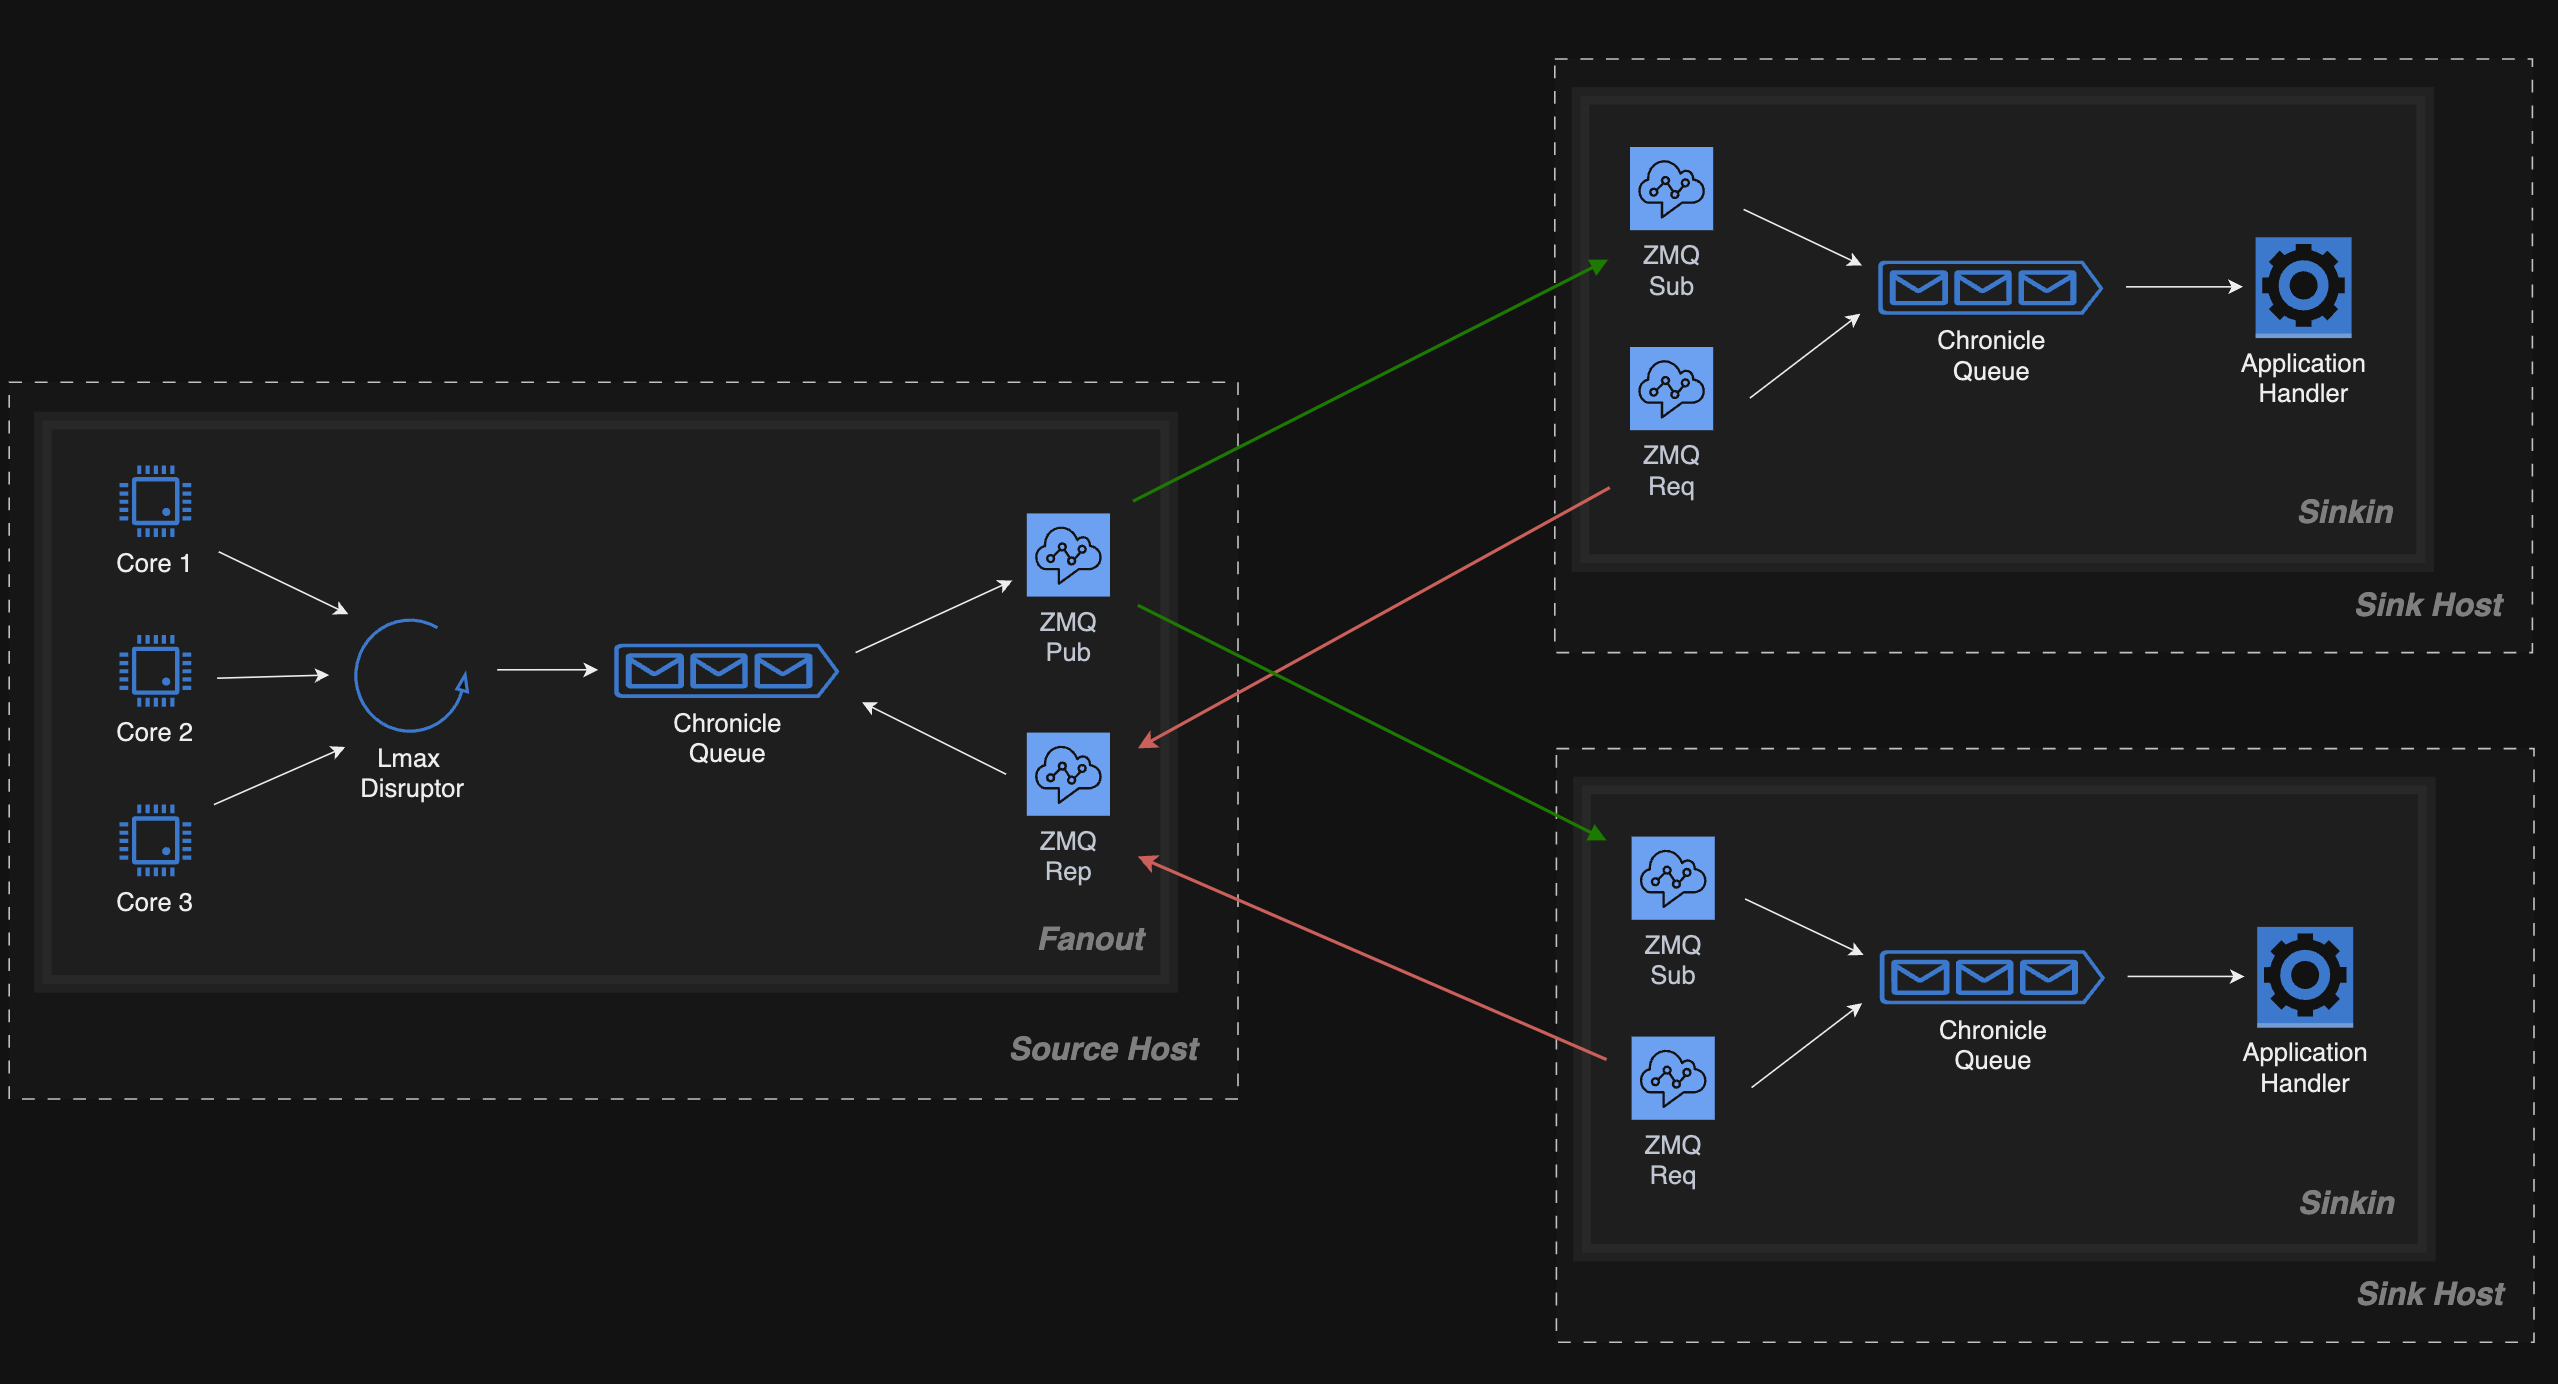 Core 1
Core 2
Core 3
Lmax
Disruptor
Chronicle
Queue
ZMQ
Pub
ZMQ
Rep
Fanout
Source Host
ZMQ
Sub
ZMQ
Req
Chronicle
Queue
Application
Handler
Sinkin
Sink Host
ZMQ
Sub
ZMQ
Req
Chronicle
Queue
Application
Handler
Sinkin
Sink Host